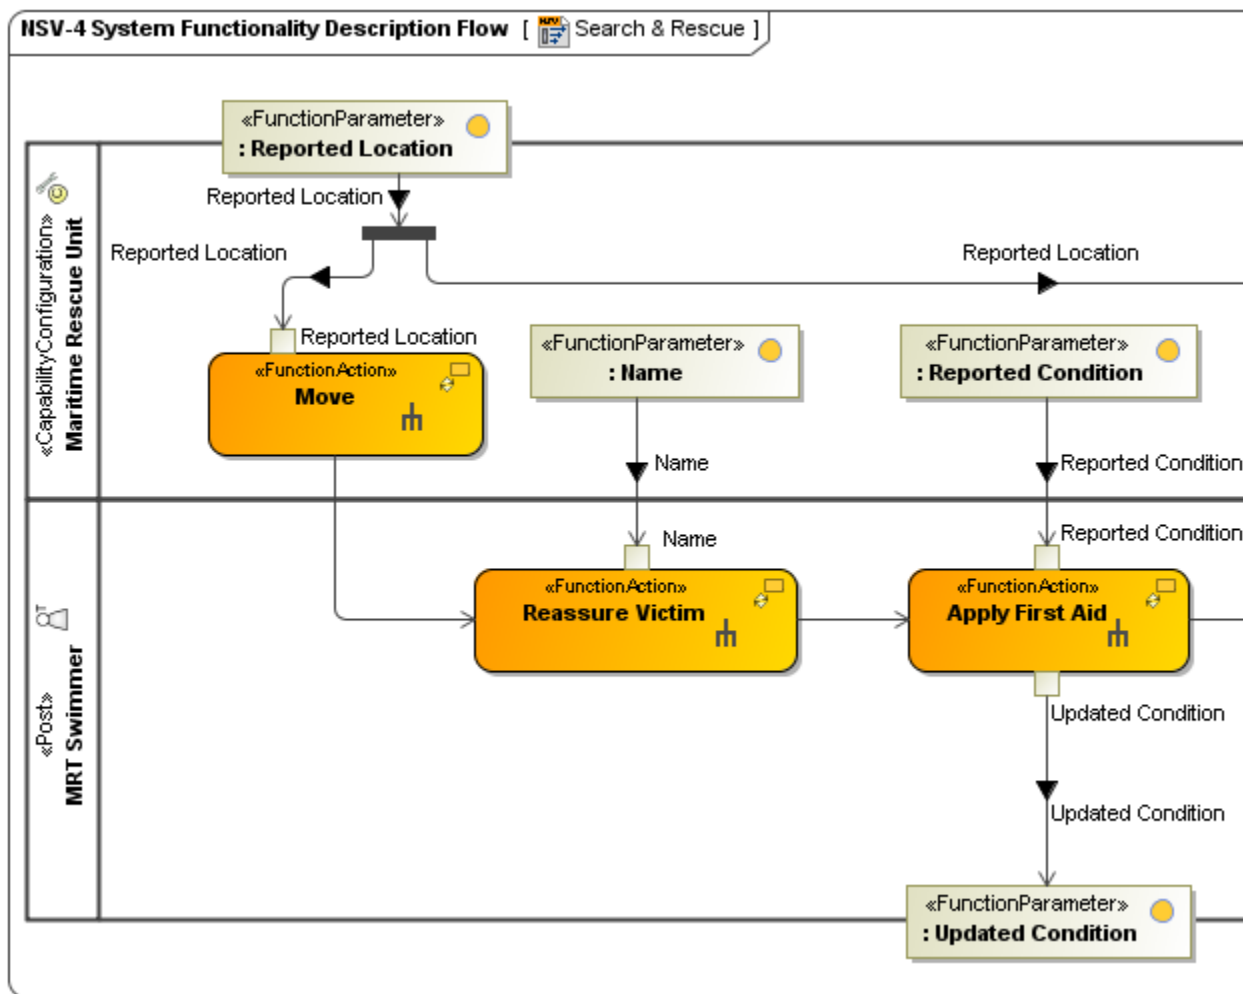 NSV-4 System Functionality Description Flow [ NSV Search & Rescue ]
«FunctionParameter»
: Reported Location
Reported Location
Reported Location
Reported Location
«CapabilityConfiguration»
Maritime Rescue Unit
Reported Location
«FunctionAction»
Move
«FunctionParameter»
: Name
«FunctionParameter»
: Reported Condition
Name
Reported Condition
Name
Reported Condition
«Post»
MRT Swimmer
«FunctionAction»
Reassure Victim
«FunctionAction»
Apply First Aid
Updated Condition
Updated Condition
«FunctionParameter»
: Updated Condition